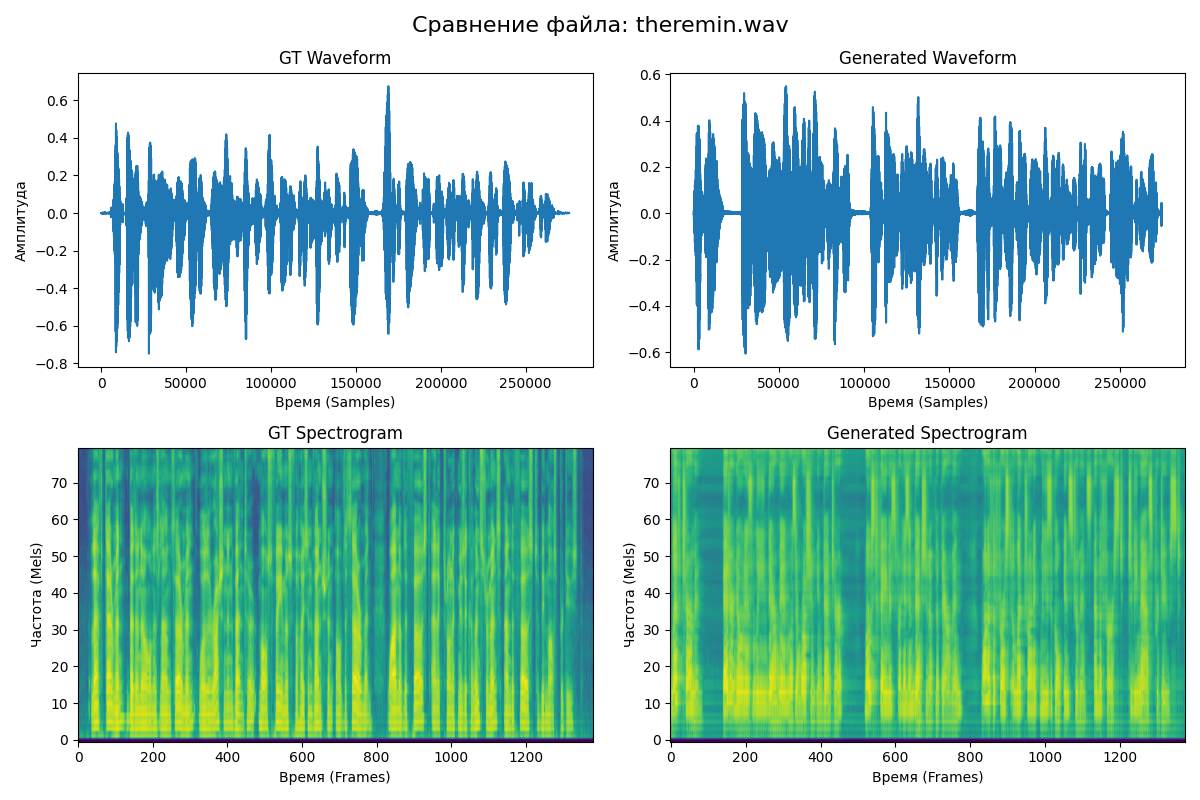 Сравнение файла: theremin.wav
GT Waveform
Амплитуда
0.6
0.4
0.2
0.0
−0.2
−0.4
−0.6
−0.8
0 50000 100000 150000 200000 250000
Время (Samples)
Generated Waveform
Амплитуда
0.6
0.4
0.2
0.0
−0.2
−0.4
−0.6
0 50000 100000 150000 200000 250000
Время (Samples)
GT Spectrogram
Частота (Mels)
70
60
50
40
30
20
10
0
0 200 400 600 800 1000 1200
Время (Frames)
Generated Spectrogram
Частота (Mels)
70
60
50
40
30
20
10
0
0 200 400 600 800 1000 1200
Время (Frames)